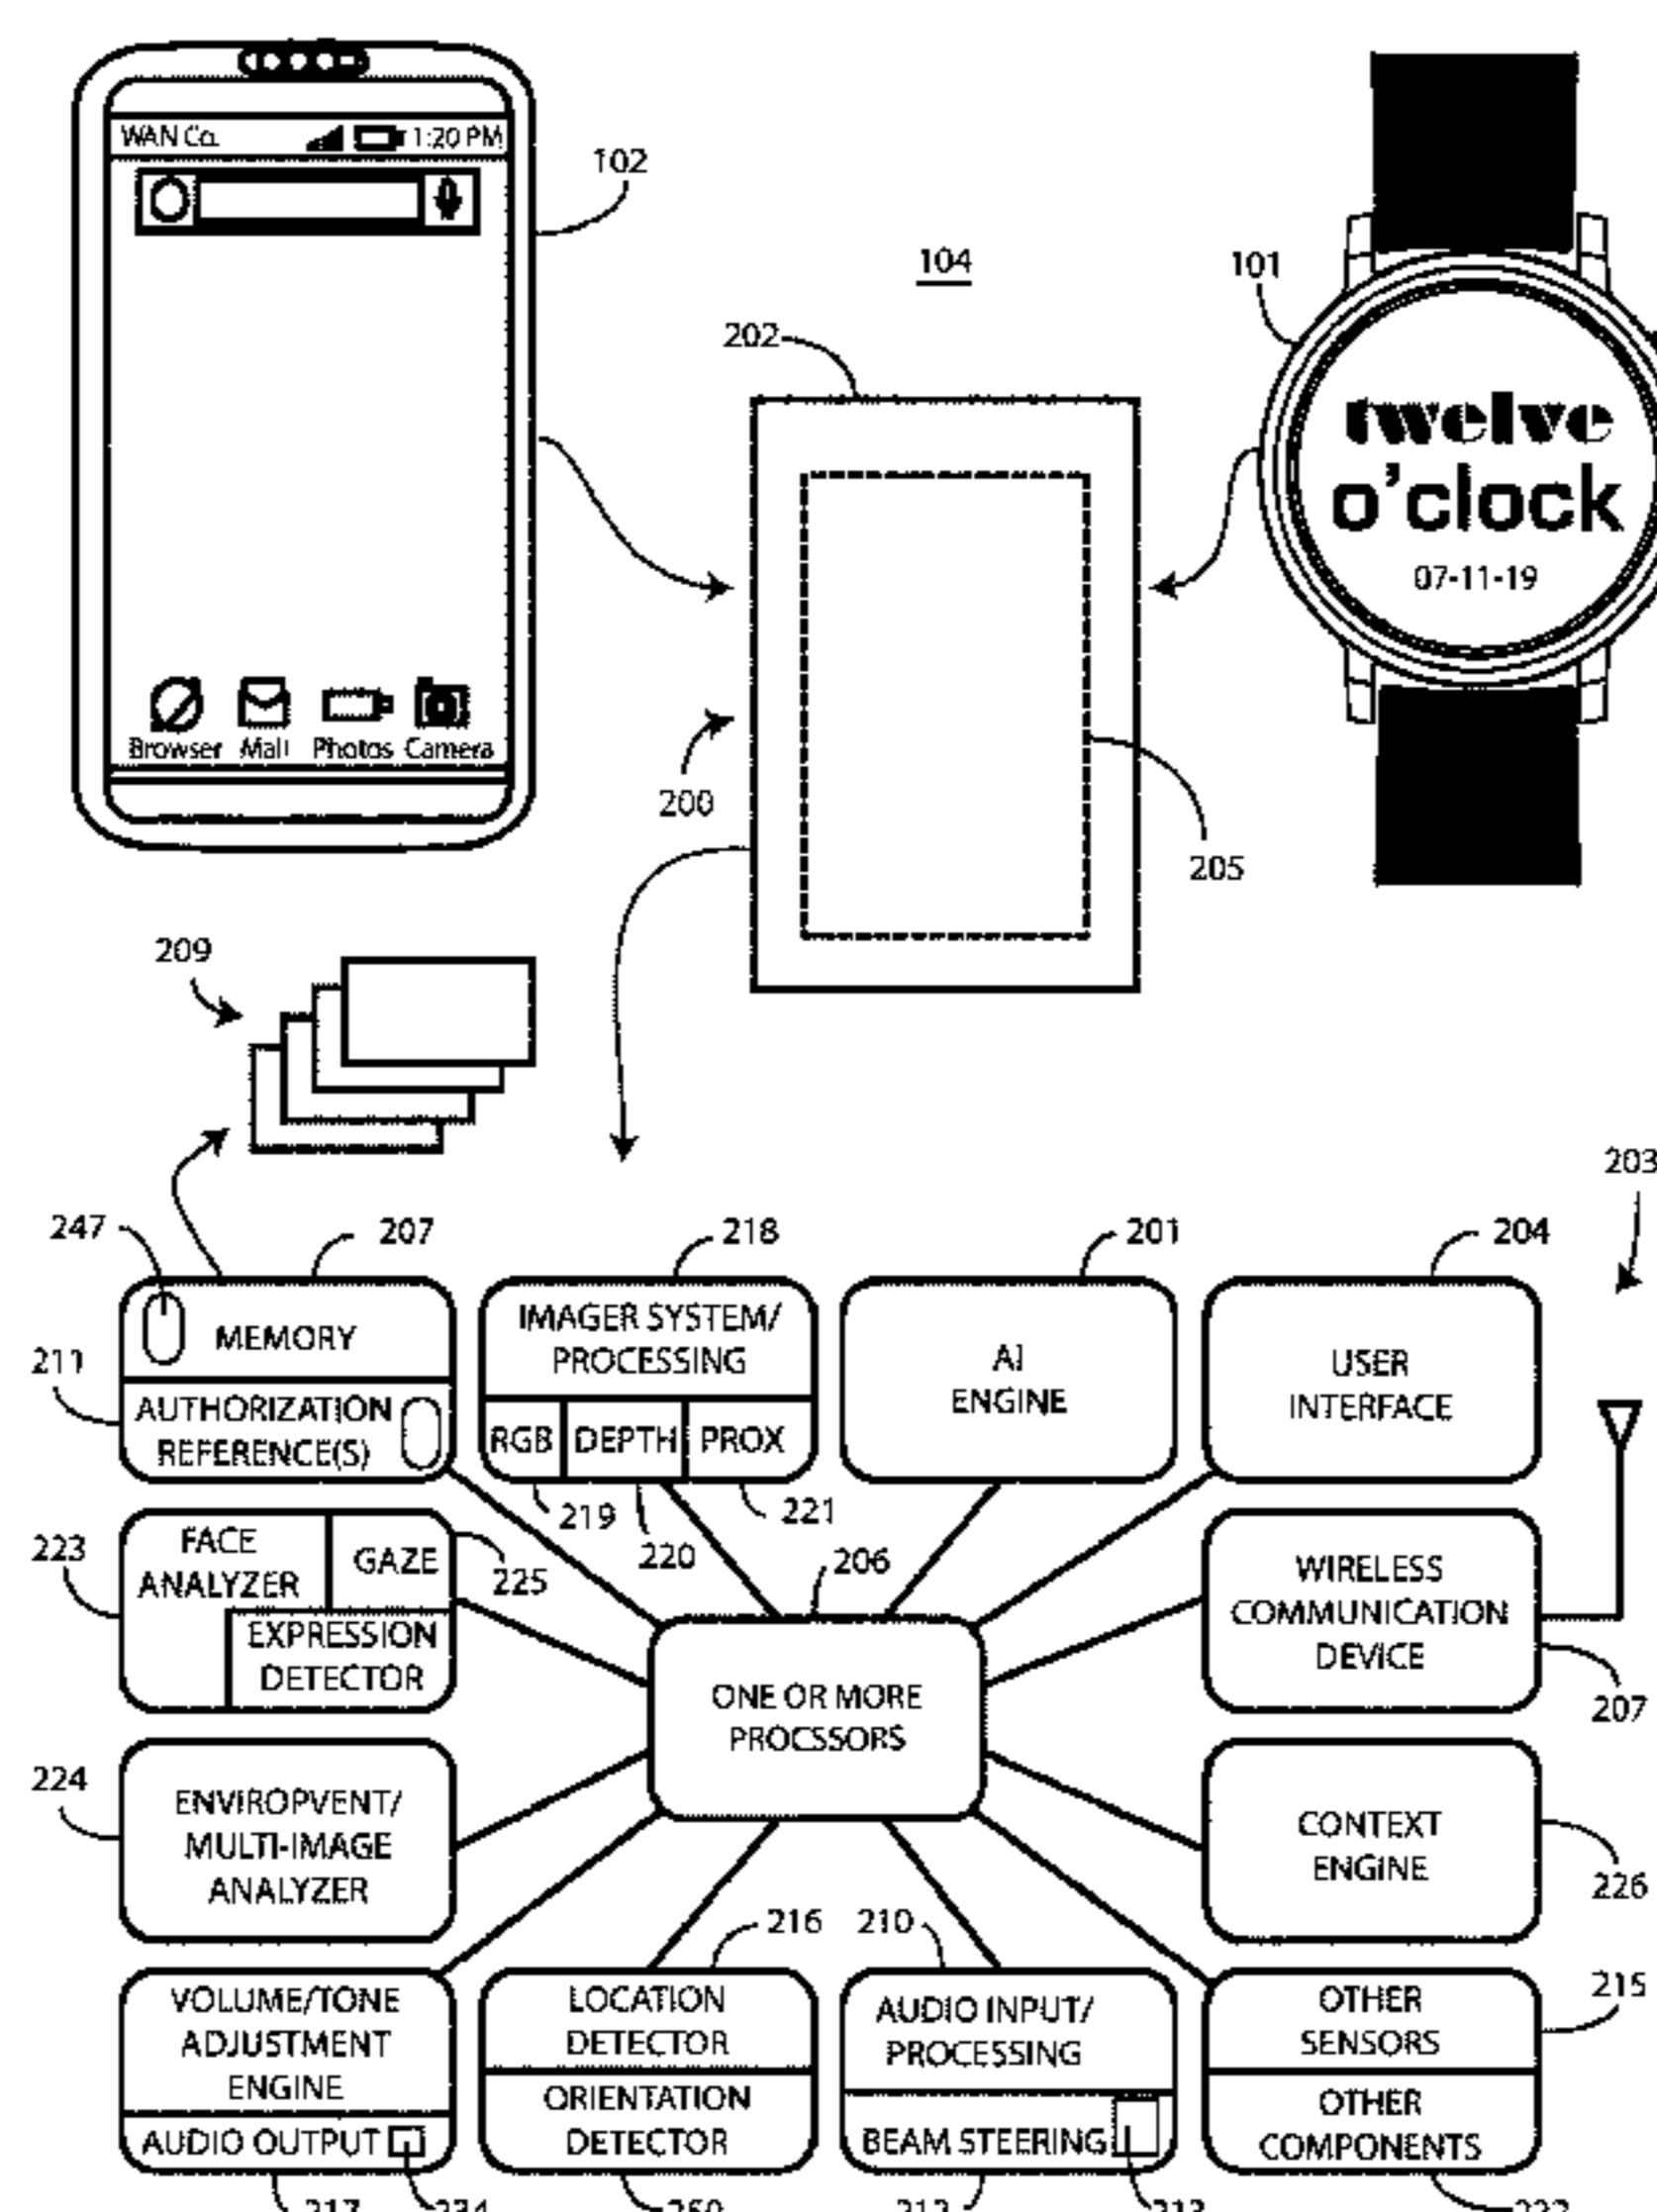 WAN Co.
1:20 PM
102
104
101
202
twelve
o'clock
07-11-19
Browser Mail Photos Camera
200
205
209
203
247
207
218
201
204
MEMORY
IMAGER SYSTEM/
PROCESSING
AI
ENGINE
USER
INTERFACE
211
AUTHORIZATION
REFERENCE(S)
RGB DEPTH PROX
219
220
221
223
FACE
ANALYZER
GAZE
225
EXPRESSION
DETECTOR
206
WIRELESS
COMMUNICATION
DEVICE
207
ONE OR MORE
PROCSSORS
224
ENVIROPVENT/
MULTI-IMAGE
ANALYZER
CONTEXT
ENGINE
226
216
210
215
VOLUME/TONE
ADJUSTMENT
ENGINE
AUDIO OUTPUT
LOCATION
DETECTOR
ORIENTATION
DETECTOR
AUDIO INPUT/
PROCESSING
BEAM STEERING
OTHER
SENSORS
OTHER
COMPONENTS